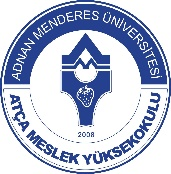 ADNAN MENDERES ÜNİVERSİTESİ
2008
ATÇA MESLEK YÜKSEKOKULU